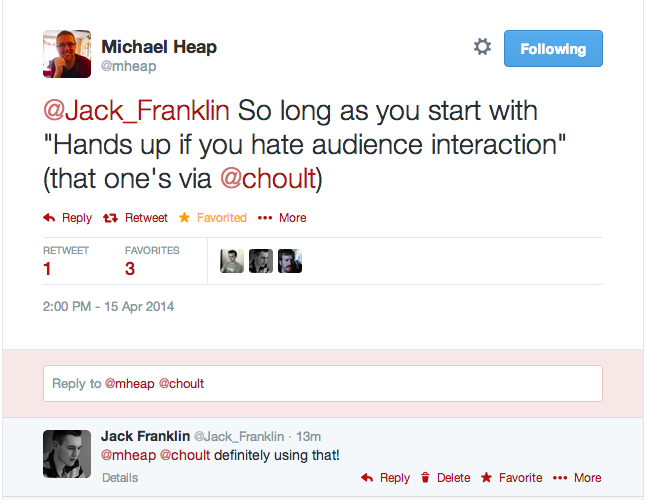 Michael Heap
@mheap
Following
@Jack_Franklin So long as you start with
"Hands up if you hate audience interaction"
(that one's via @choult)
Reply Retweet Favorited More
RETWEET FAVORITES
1 3
2:00 PM - 15 Apr 2014
Reply to @mheap @choult
Jack Franklin @Jack_Franklin · 13m
@mheap @choult definitely using that!
Details Reply Delete Favorite More